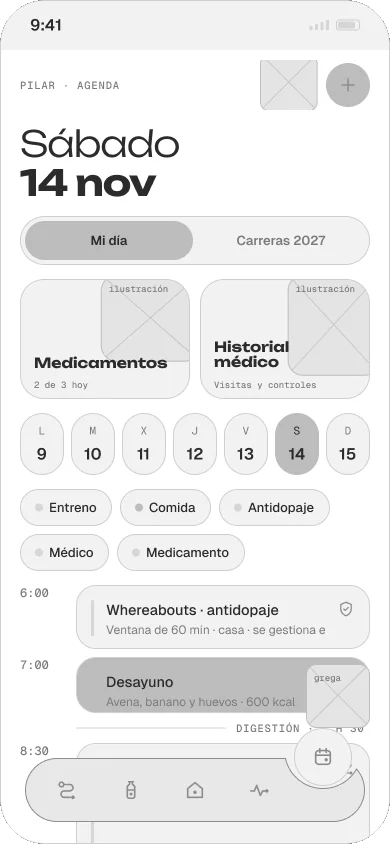 9:41
PILAR · AGENDA
Sábado
14 nov
Mi día
Carreras 2027
ilustración
Medicamentos
2 de 3 hoy
ilustración
Historial
médico
Visitas y controles
L M X J V S D
9 10 11 12 13 14 15
Entreno
Comida
Antidopaje
Médico
Medicamento
6:00
Whereabouts · antidopaje
Ventana de 60 min · casa · se gestiona e
7:00
Desayuno
Avena, banano y huevos · 600 kcal
grega
DIGESTIÓN · H 30
8:30